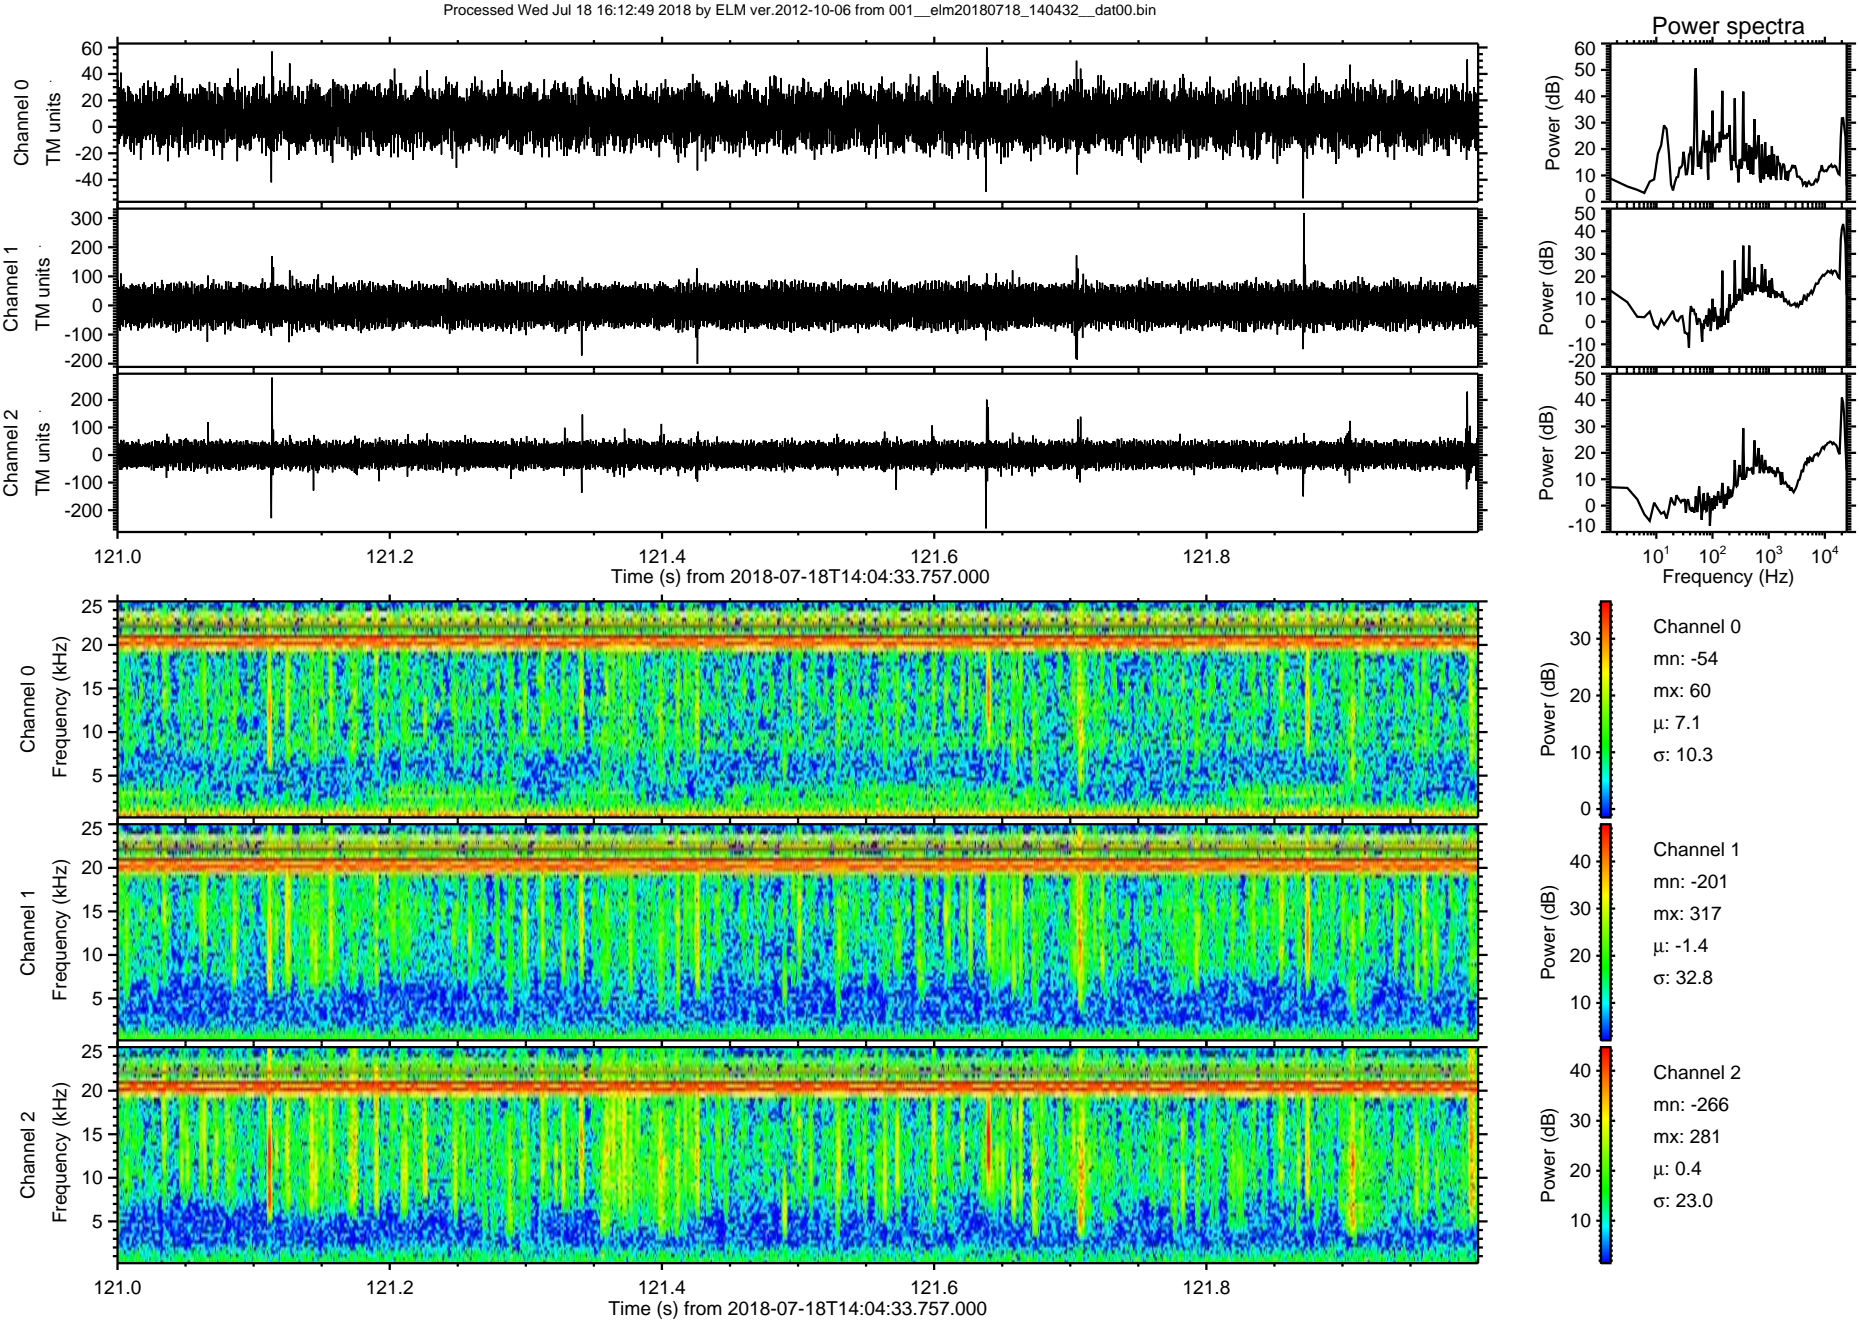 Processed Wed Jul 18 16:12:49 2018 by ELM ver.2012-10-06 from 001__elm20180718_140432__dat00.bin
Power spectra
Channel 0
TM units
60
40
20
0
-20
-40
Power (dB)
60
50
40
30
20
10
0
Channel 1
TM units
300
200
100
0
-100
-200
Power (dB)
50
40
30
20
10
0
-10
-20
Channel 2
TM units
200
100
0
-100
-200
Power (dB)
50
40
30
20
10
0
-10
121.0 121.2 121.4 121.6 121.8
Time (s) from 2018-07-18T14:04:33.757.000
10^1 10^2 10^3 10^4
Frequency (Hz)
Channel 0
Frequency (kHz)
25
20
15
10
5
Power (dB)
30
20
10
0
Channel 0
mn: -54
mx: 60
µ: 7.1
σ: 10.3
Channel 1
Frequency (kHz)
25
20
15
10
5
Power (dB)
40
30
20
10
Channel 1
mn: -201
mx: 317
µ: -1.4
σ: 32.8
Channel 2
Frequency (kHz)
25
20
15
10
5
Power (dB)
40
30
20
10
Channel 2
mn: -266
mx: 281
µ: 0.4
σ: 23.0
121.0 121.2 121.4 121.6 121.8
Time (s) from 2018-07-18T14:04:33.757.000